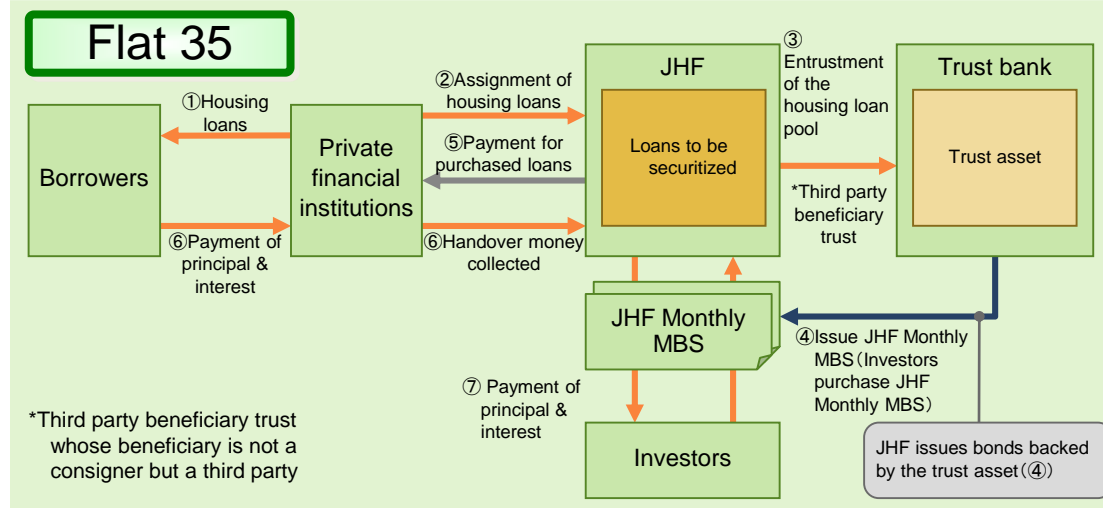 Flat 35
①Housing
loans
Borrowers
⑥Payment of
principal &
interest
Private
financial
institutions
②Assignment of
housing loans
⑤Payment for
purchased loans
⑥Handover money
collected
JHF
Loans to be
securitized
③
Entrustment
of the
housing loan
pool
*Third party
beneficiary
trust
Trust bank
Trust asset
JHF Monthly
MBS
④Issue JHF Monthly
MBS(Investors
purchase JHF
Monthly MBS)
⑦ Payment of
principal &
interest
Investors
JHF issues bonds backed
by the trust asset(④)
*Third party beneficiary trust
whose beneficiary is not a
consigner but a third party